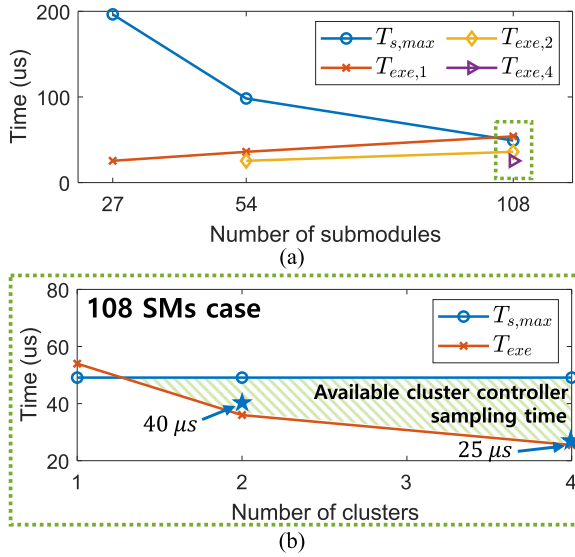 200
100
0
Time (us)
T_{s,max}
T_{exe,1}
T_{exe,2}
T_{exe,4}
27
54
108
Number of submodules
(a)
80
60
40
20
Time (us)
108 SMs case
T_{s,max}
T_{exe}
Available cluster controller
sampling time
40 μs
25 μs
1
2
3
4
Number of clusters
(b)